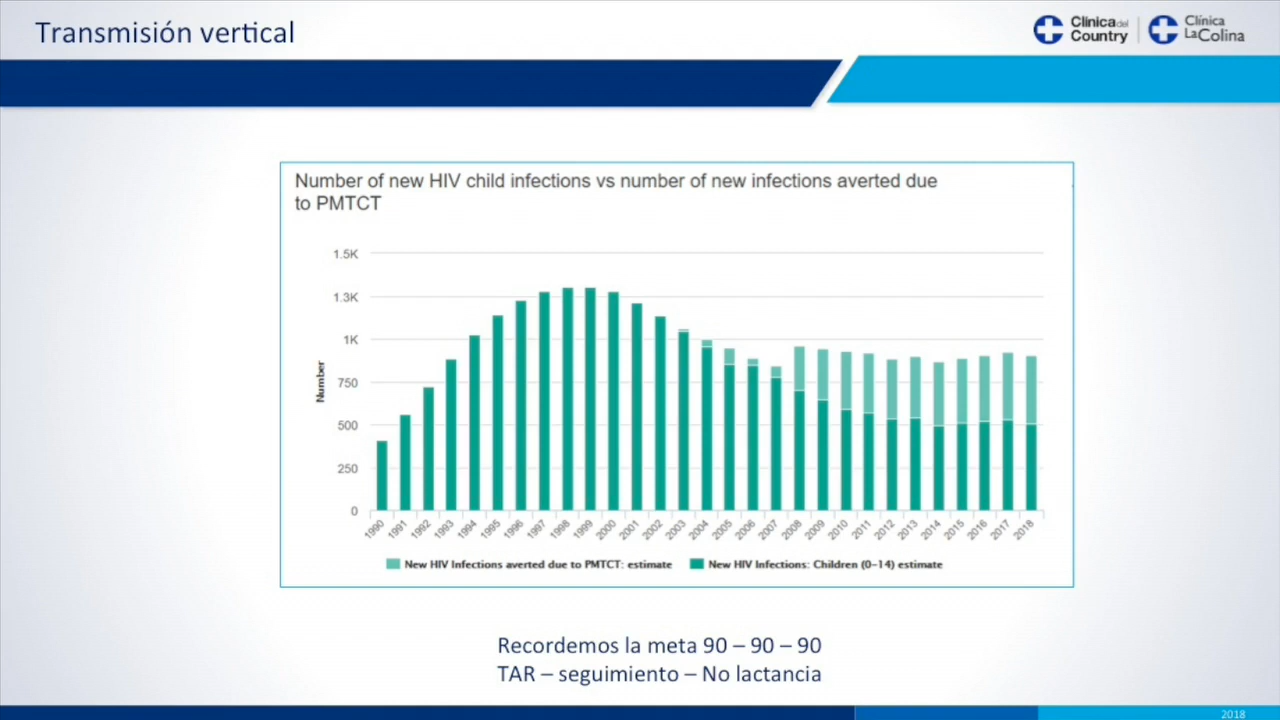 Transmisión vertical
Clínica del Country
Clínica La Colina
Number of new HIV child infections vs number of new infections averted due
to PMTCT
1.5K
1.3K
1K
750
500
250
0
Number
1990 1991 1992 1993 1994 1995 1996 1997 1998 1999 2000 2001 2002 2003 2004 2005 2006 2007 2008 2009 2010 2011 2012 2013 2014 2015 2016 2017 2018
New HIV Infections averted due to PMTCT: estimate
New HIV Infections: Children (0-14) estimate
Recordemos la meta 90 – 90 – 90
TAR – seguimiento – No lactancia
2018